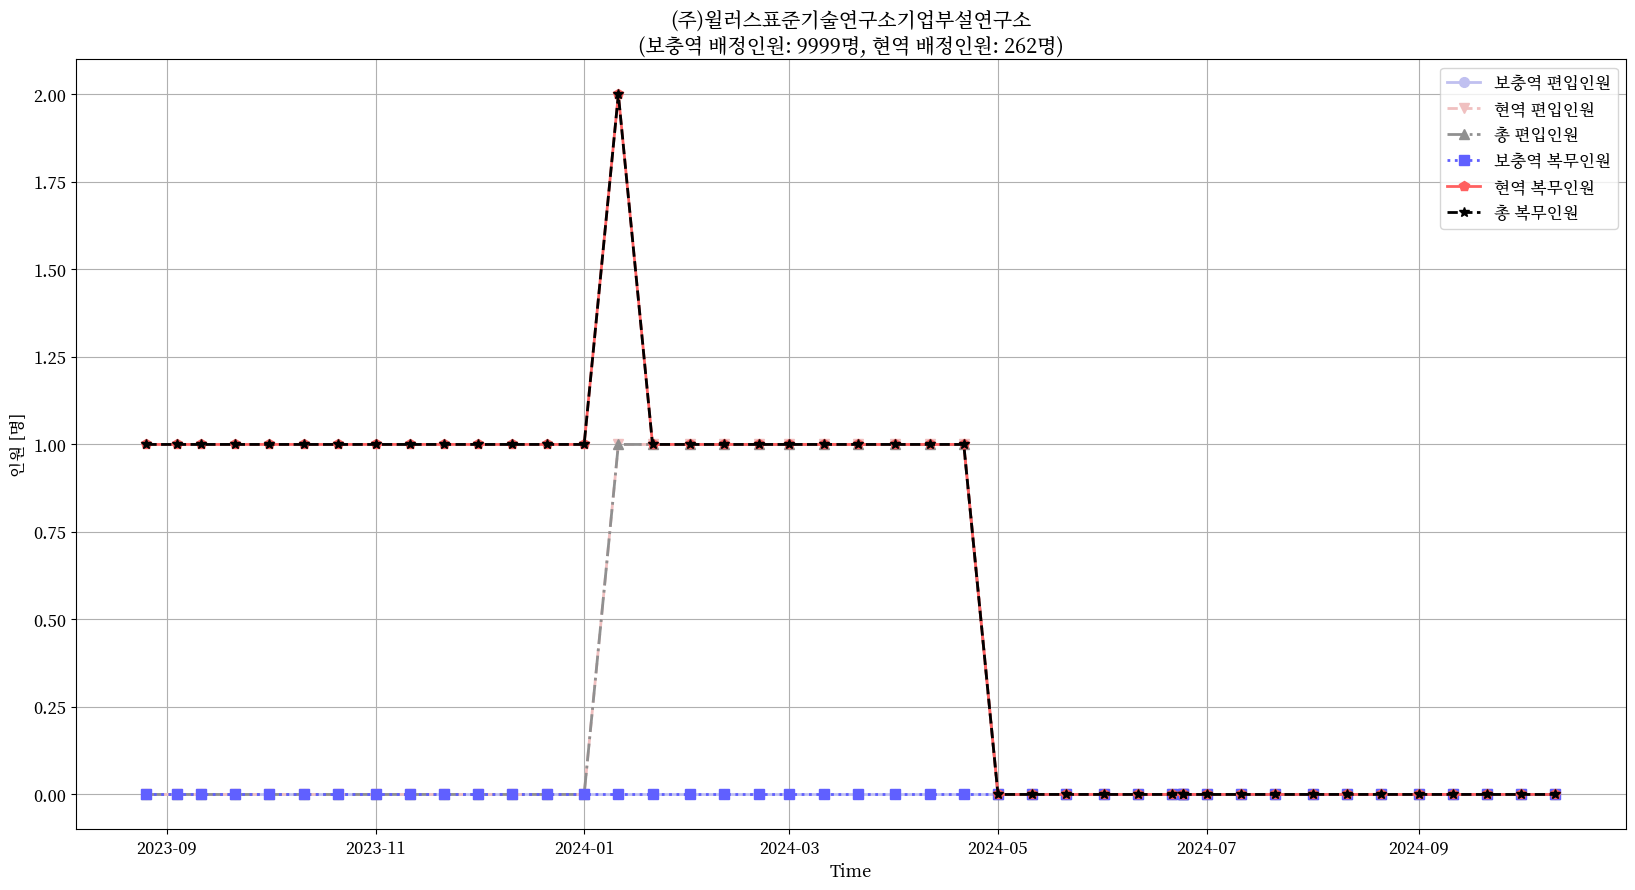 (주)윌러스표준기술연구소기업부설연구소
(보충역 배정인원: 9999명, 현역 배정인원: 262명)
보충역 편입인원
현역 편입인원
총 편입인원
보충역 복무인원
현역 복무인원
총 복무인원
인원 [명]
2.00
1.75
1.50
1.25
1.00
0.75
0.50
0.25
0.00
2023-09 2023-11 2024-01 2024-03 2024-05 2024-07 2024-09
Time